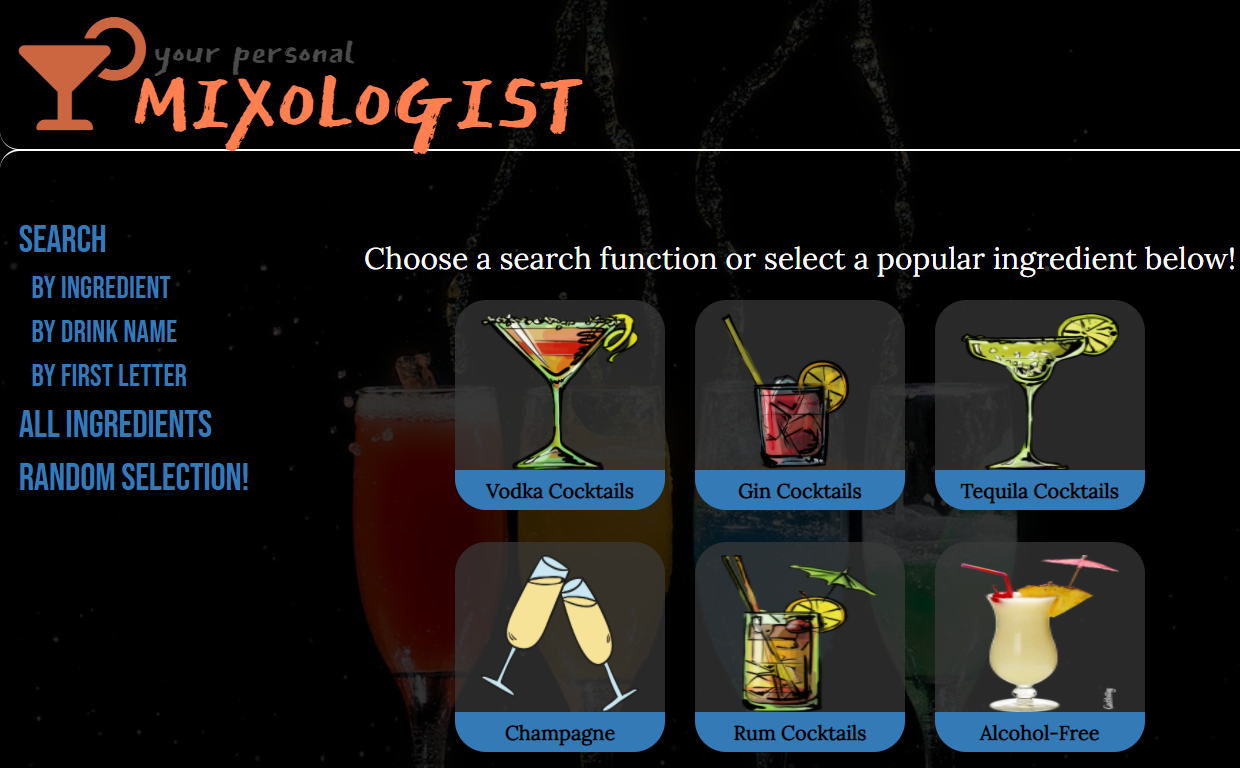 your personal
MIXOLOGIST
SEARCH
BY INGREDIENT
BY DRINK NAME
BY FIRST LETTER
ALL INGREDIENTS
RANDOM SELECTION!
Choose a search function or select a popular ingredient below!
Vodka Cocktails
Gin Cocktails
Tequila Cocktails
Champagne
Rum Cocktails
Alcohol-Free